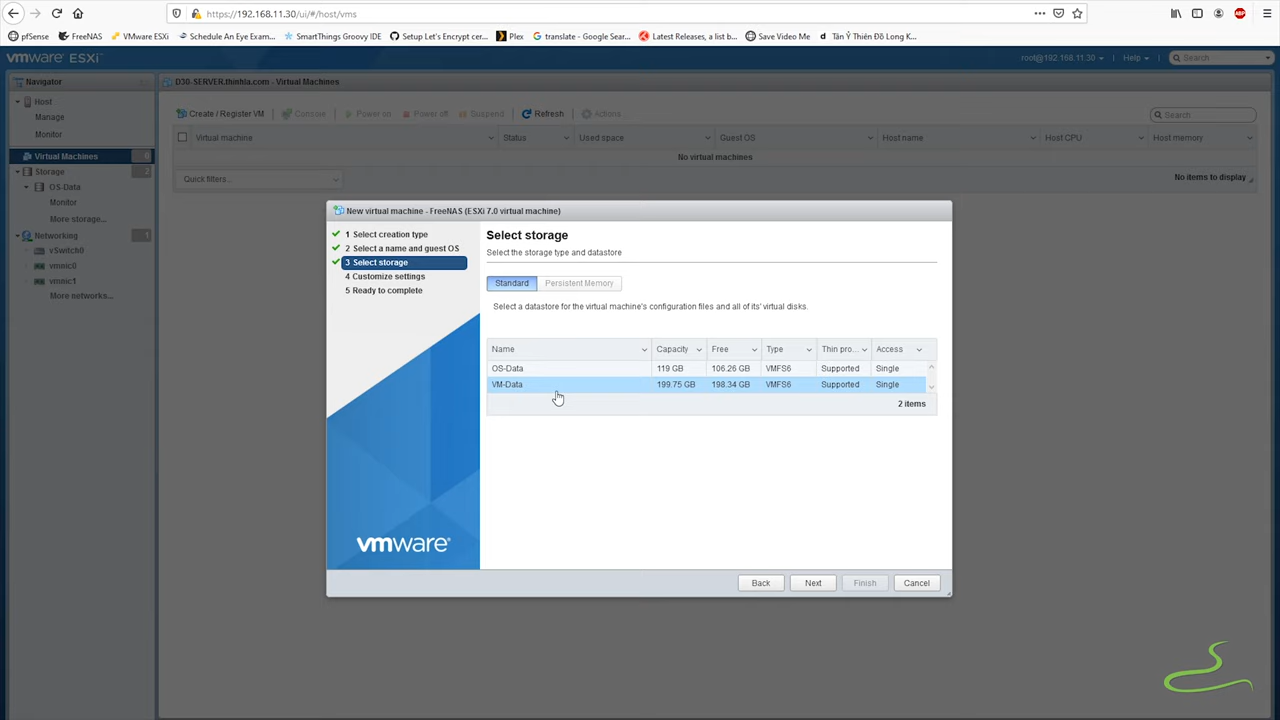 https://192.168.11.30/ui/#/host/vms
pfSense FreeNAS VMware ESXi Schedule An Eye Exam... SmartThings Groovy IDE Setup Let's Encrypt cer... Plex translate - Google Sear... Latest Releases, a list b... Save Video Me Tân Ỷ Thiên Đồ Long K...
vmware ESXi
root@192.168.11.30 Help Search
Navigator
D30-SERVER.thinhla.com - Virtual Machines
Host
Manage
Monitor
Virtual Machines 0
Storage 2
OS-Data
Monitor
More storage...
Networking 1
vSwitch0
vmnic0
vmnic1
More networks...
Create / Register VM Console Power on Power off Suspend Refresh Actions Search
Virtual machine Status Used space Guest OS Host name Host CPU Host memory
No virtual machines
Quick filters... No items to display
New virtual machine - FreeNAS (ESXi 7.0 virtual machine)
1 Select creation type
2 Select a name and guest OS
3 Select storage
4 Customize settings
5 Ready to complete
vmware
Select storage
Select the storage type and datastore
Standard Persistent Memory
Select a datastore for the virtual machine's configuration files and all of its' virtual disks.
Name Capacity Free Type Thin pro... Access
OS-Data 119 GB 106.26 GB VMFS6 Supported Single
VM-Data 199.75 GB 198.34 GB VMFS6 Supported Single
2 items
Back Next Finish Cancel